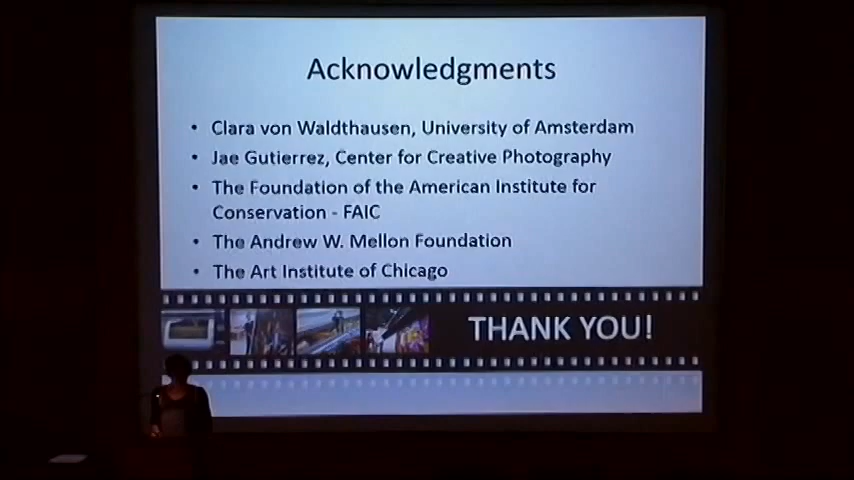 Acknowledgments
• Clara von Waldthausen, University of Amsterdam
• Jae Gutierrez, Center for Creative Photography
• The Foundation of the American Institute for
Conservation - FAIC
• The Andrew W. Mellon Foundation
• The Art Institute of Chicago
THANK YOU!